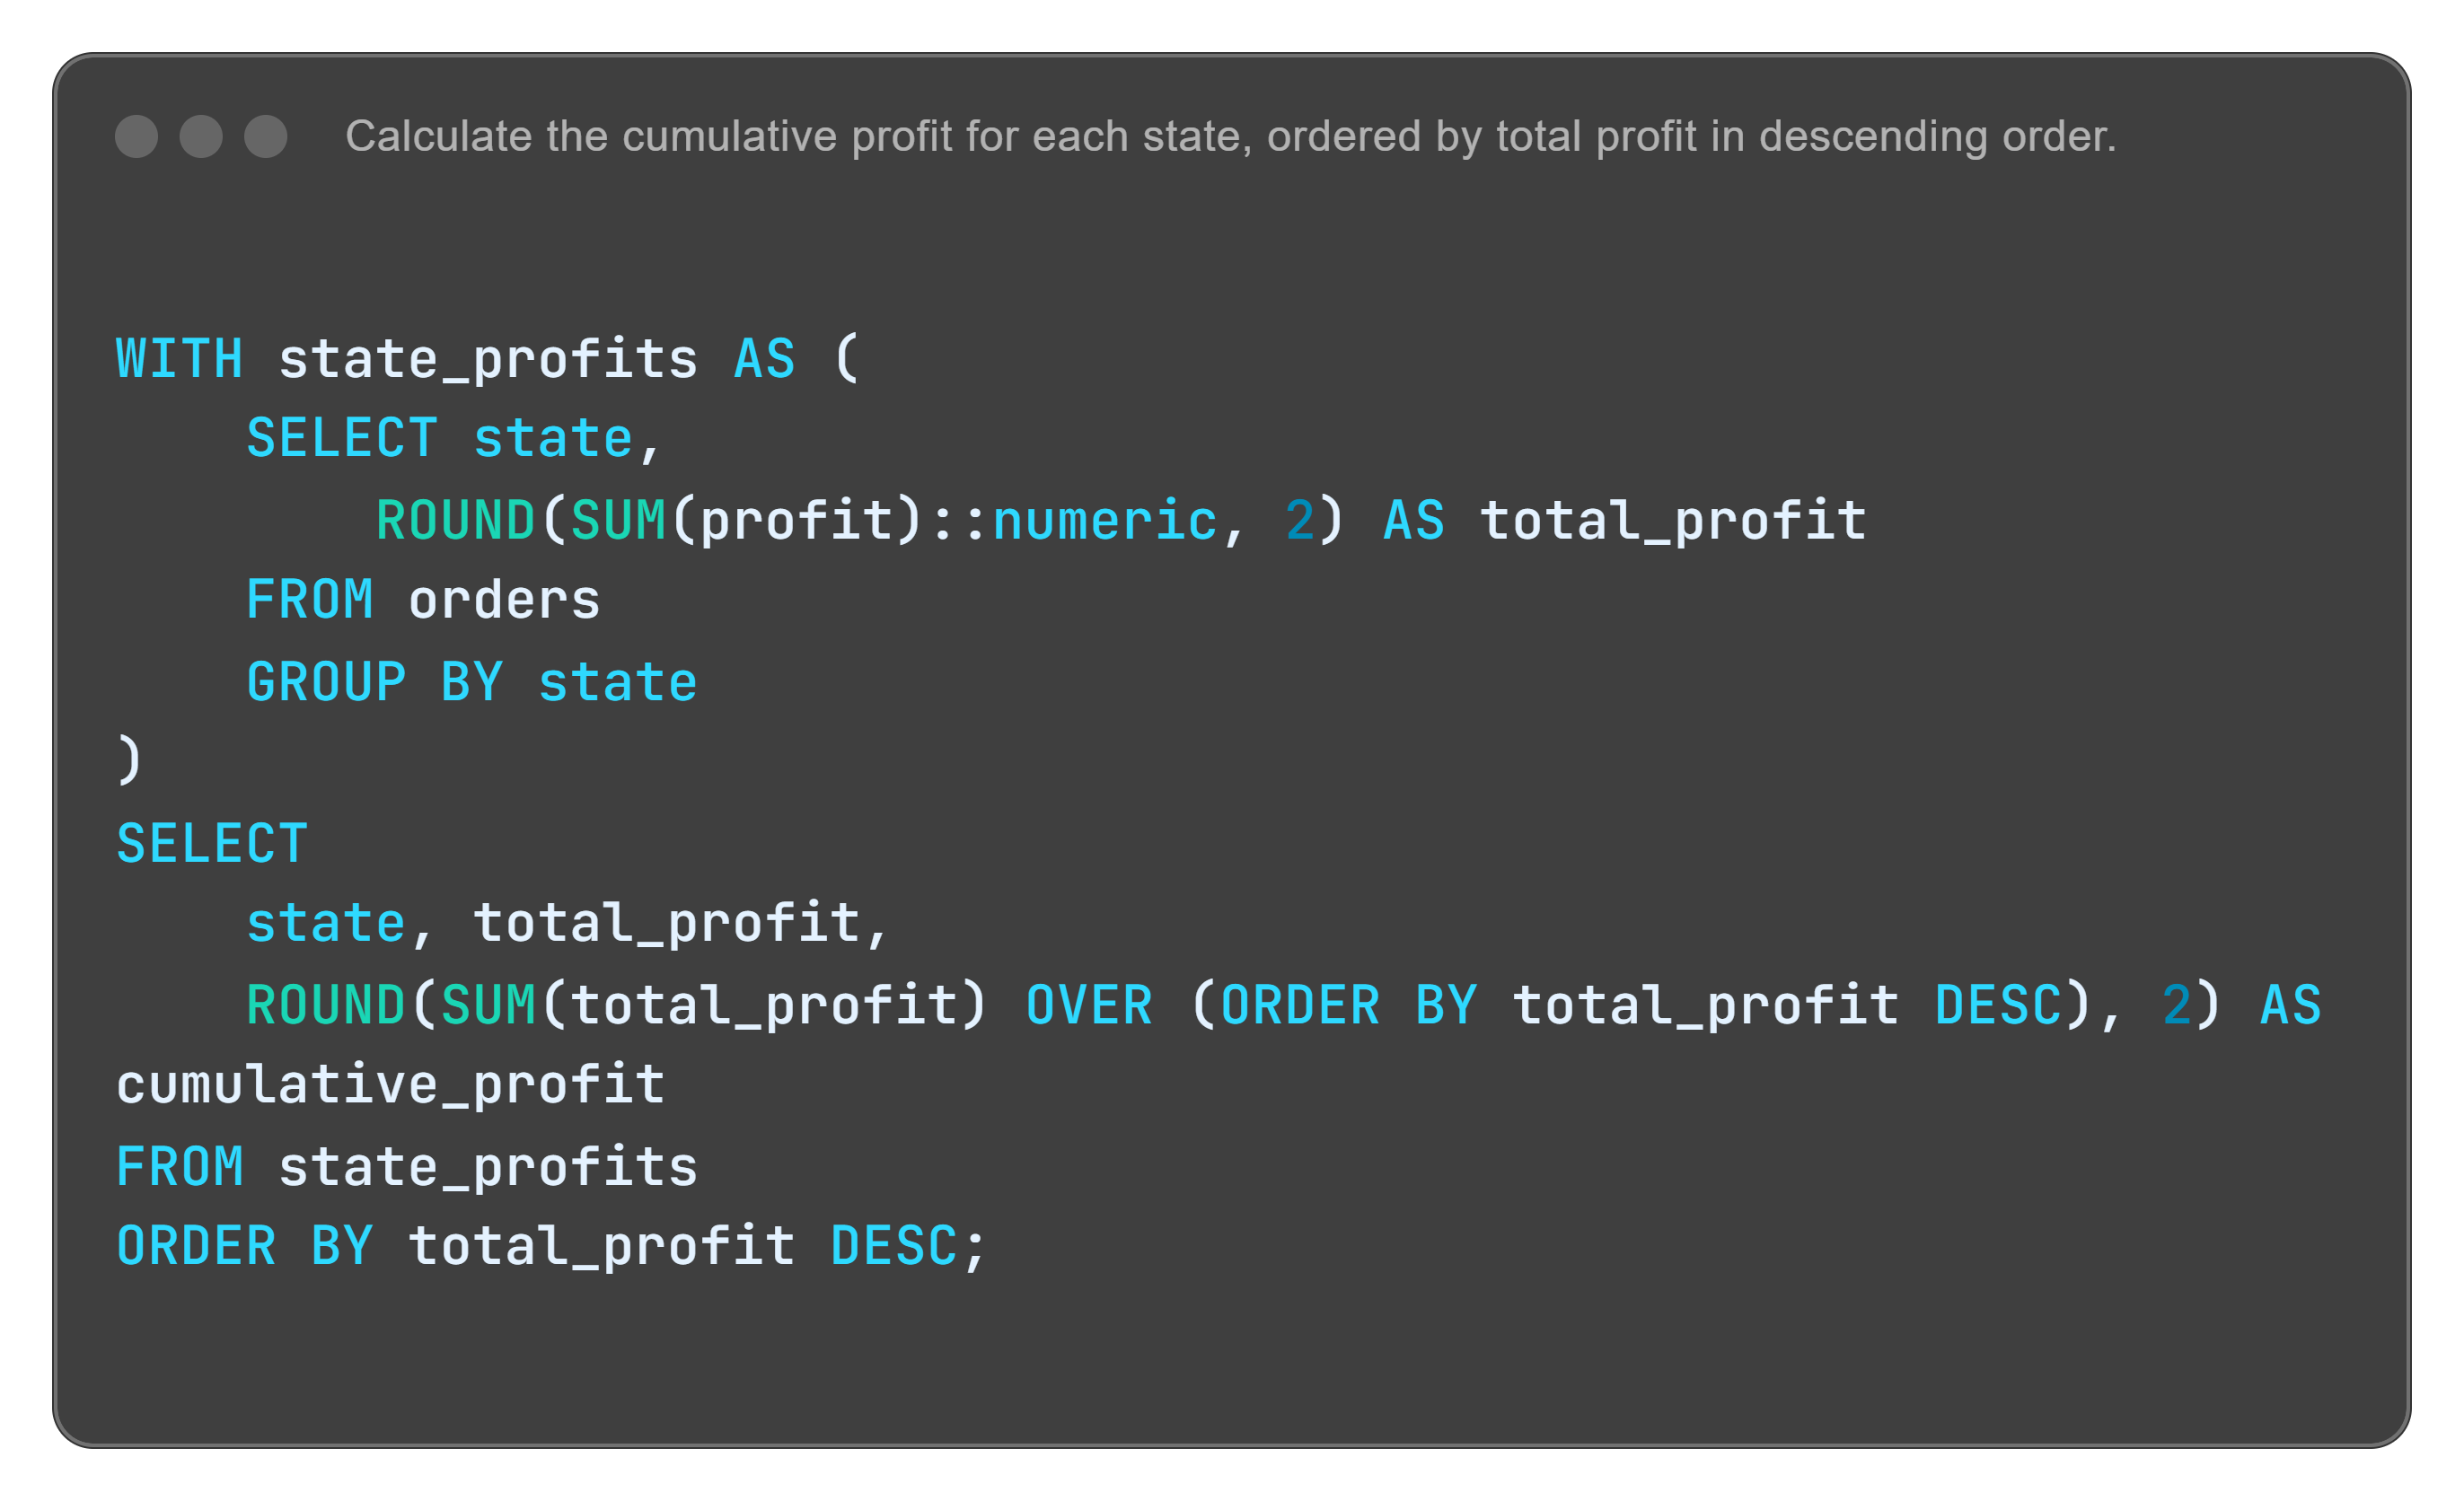 Calculate the cumulative profit for each state, ordered by total profit in descending order.
WITH state_profits AS (
    SELECT state,
        ROUND(SUM(profit)::numeric, 2) AS total_profit
    FROM orders
    GROUP BY state
)
SELECT
    state, total_profit,
    ROUND(SUM(total_profit) OVER (ORDER BY total_profit DESC), 2) AS
cumulative_profit
FROM state_profits
ORDER BY total_profit DESC;